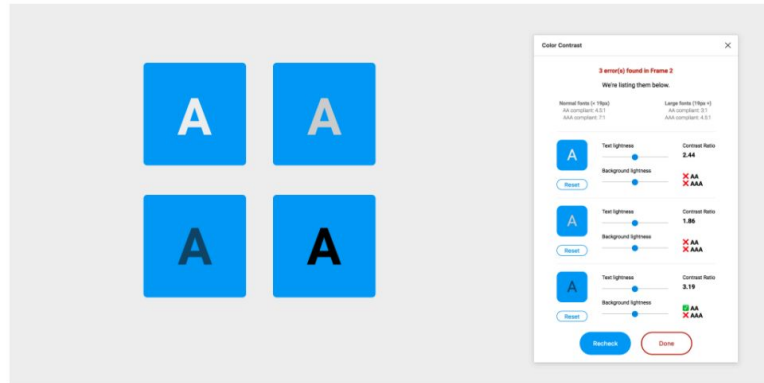 A
A
A
A
Color Contrast
3 error(s) found in Frame 2
We're listing them below.
Normal fonts (< 19px)
AA compliant: 4.5:1
AAA compliant: 7:1
Large fonts (19px +)
AA compliant: 3:1
AAA compliant: 4.5:1
A
Text lightness
Contrast Ratio
2.44
Background lightness
AA
AAA
Reset
A
Text lightness
Contrast Ratio
1.86
Background lightness
AA
AAA
Reset
A
Text lightness
Contrast Ratio
3.19
Background lightness
AA
AAA
Reset
Recheck
Done